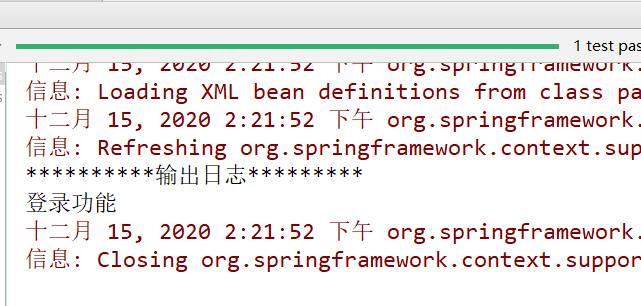 1 test pas
十二月 15, 2020 2:21:52 下午 org.springframework.
信息: Loading XML bean definitions from class pa
十二月 15, 2020 2:21:52 下午 org.springframework.
信息: Refreshing org.springframework.context.sup
**********输出日志*********
登录功能
十二月 15, 2020 2:21:52 下午 org.springframework.
信息: Closing org.springframework.context.suppor